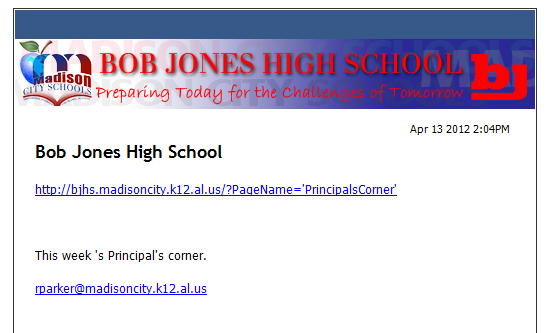 Madison
CITY SCHOOLS
BOB JONES HIGH SCHOOL
bj
Preparing Today for the Challenges of Tomorrow
Apr 13 2012 2:04PM
Bob Jones High School
http://bjhs.madisoncity.k12.al.us/?PageName='PrincipalsCorner'
This week 's Principal's corner.
rparker@madisoncity.k12.al.us